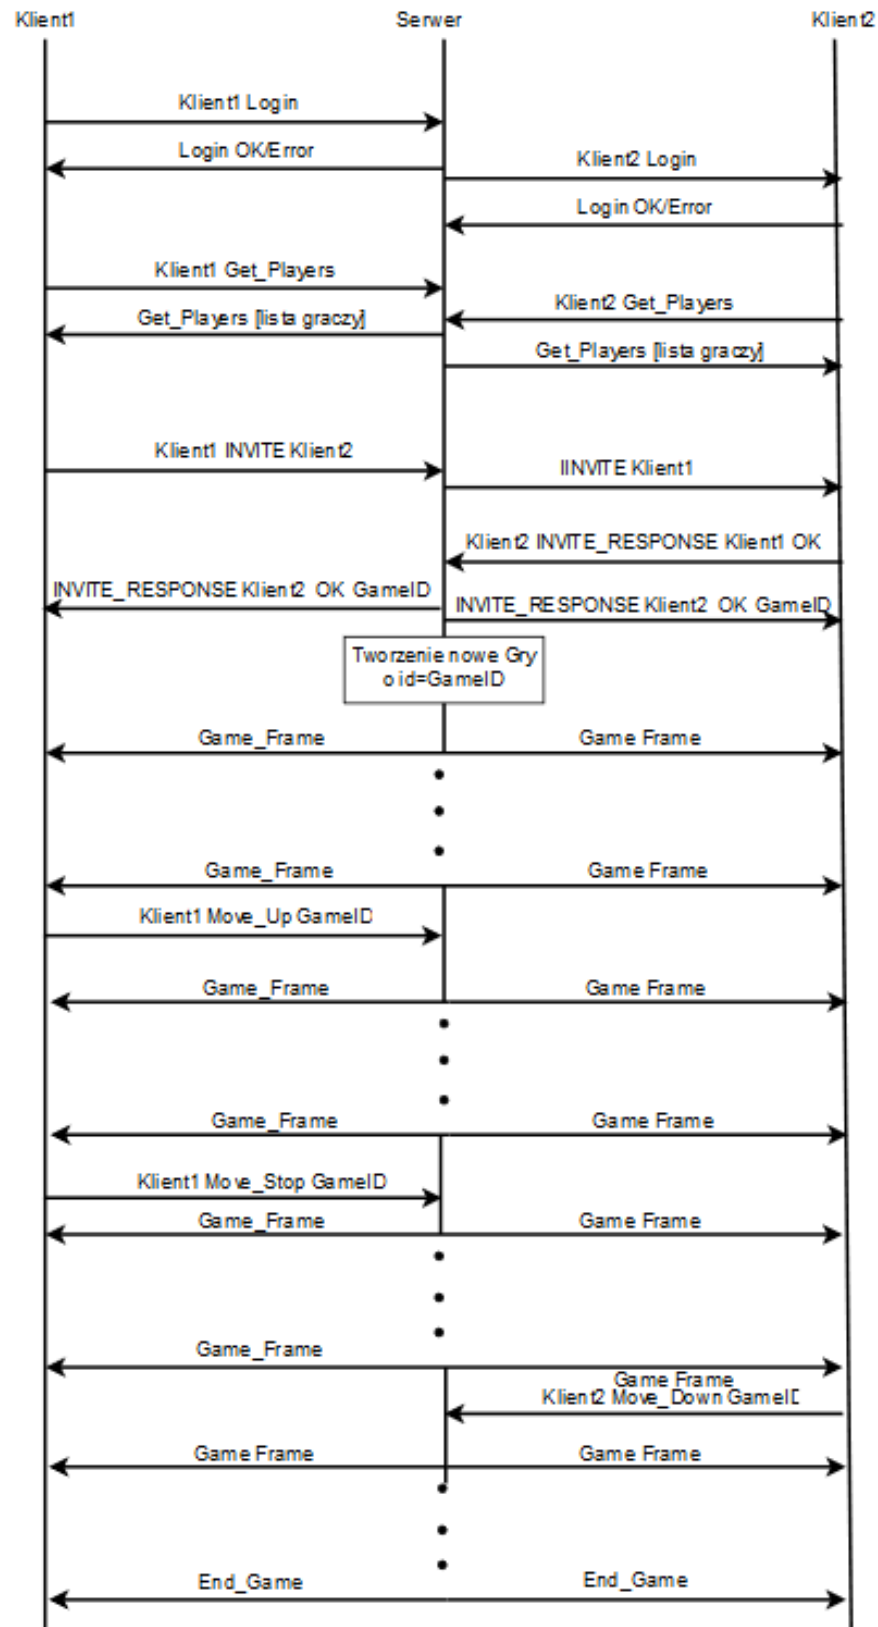 Klient1
Serwer
Klient2
Klient1 Login
Login OK/Error
Klient2 Login
Login OK/Error
Klient1 Get_Players
Klient2 Get_Players
Get_Players [lista graczy]
Get_Players [lista graczy]
Klient1 INVITE Klient2
IINVITE Klient1
Klient2 INVITE_RESPONSE Klient1 OK
INVITE_RESPONSE Klient2 OK GameID
INVITE_RESPONSE Klient2 OK GameID
Tworzenie nowe Gry
o id=GameID
Game_Frame
Game Frame
Game_Frame
Game Frame
Klient1 Move_Up GameID
Game_Frame
Game Frame
Game_Frame
Game Frame
Klient1 Move_Stop GameID
Game_Frame
Game Frame
Game_Frame
Game Frame
Klient2 Move_Down GameID
Game Frame
Game Frame
End_Game
End_Game